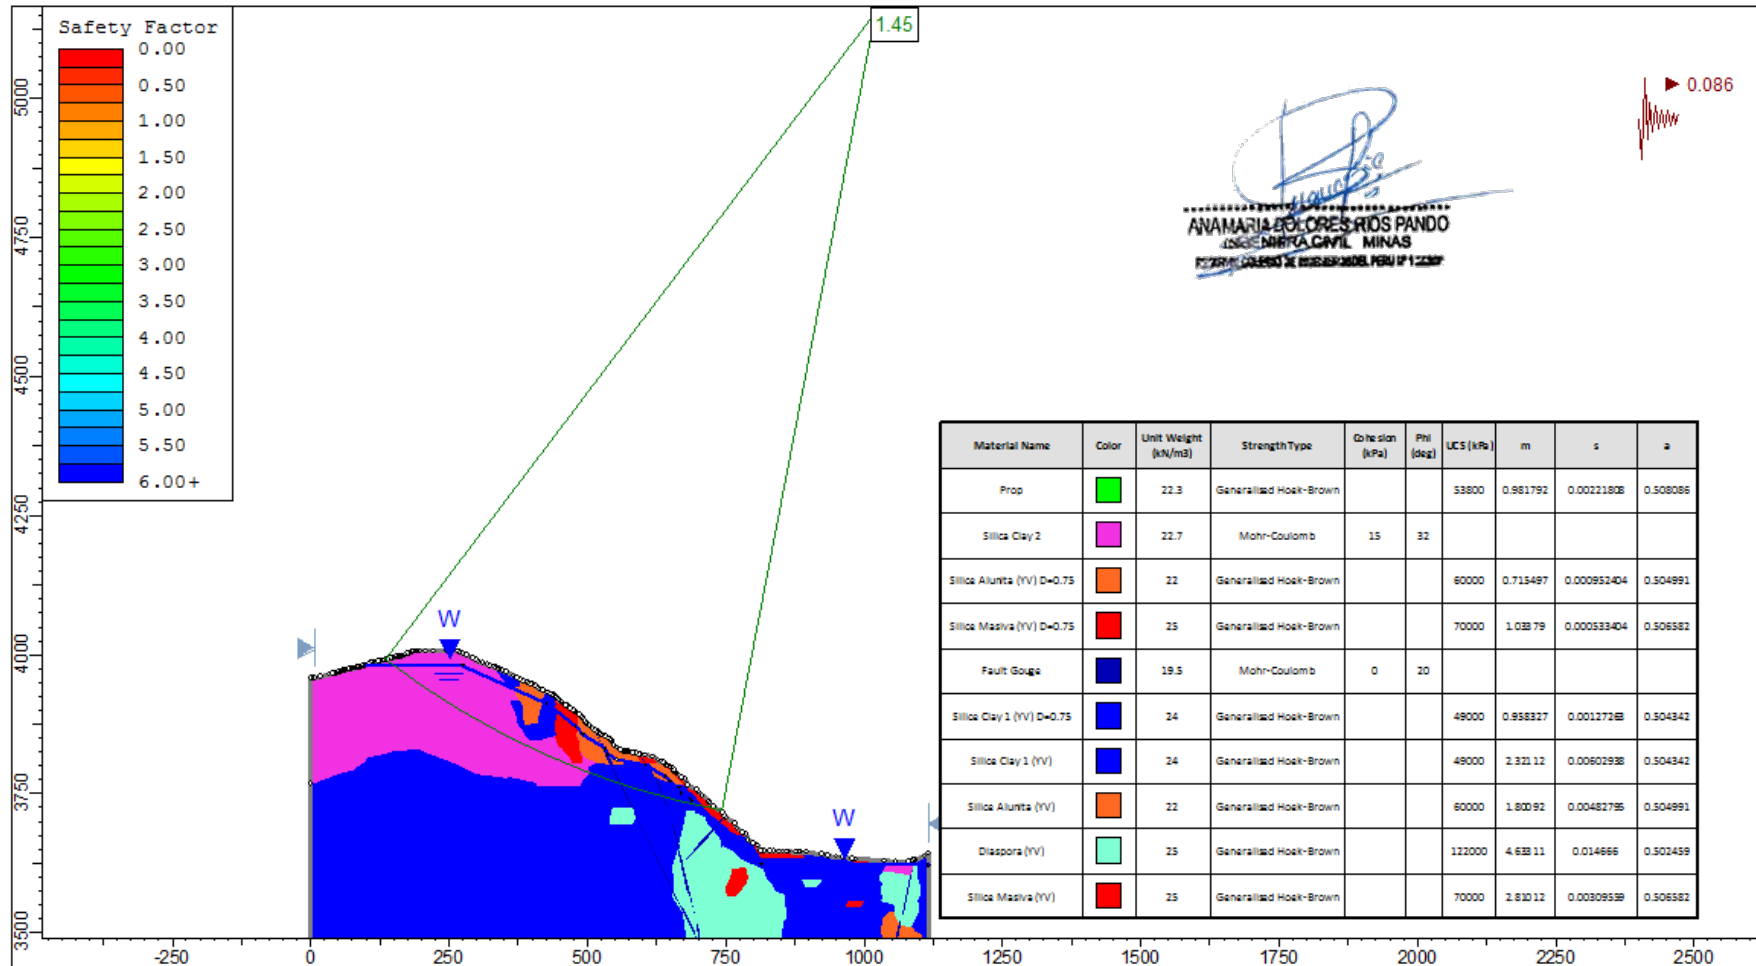 Safety Factor
0.00
0.50
1.00
1.50
2.00
2.50
3.00
3.50
4.00
4.50
5.00
5.50
6.00+
1.45
0.086
ANA MARIA DOLORES RIOS PANDO
CIVIL MINAS
5000
4750
4500
4250
4000
3750
3500
W
W
Material Name Color Unit Weight (kN/m3) Strength Type Cohesion (kPa) Phi (deg) UCS (kPa) m s a
Prop 22.3 Generalised Hoek-Brown 53800 0.981792 0.00221808 0.508086
Silica Clay 2 22.7 Mohr-Coulomb 15 32
Silice Alunita (YV) D=0.75 22 Generalised Hoek-Brown 60000 0.715497 0.000952404 0.504991
Silice Masiva (YV) D=0.75 25 Generalised Hoek-Brown 70000 1.03379 0.000533404 0.506582
Fault Gouge 19.5 Mohr-Coulomb 0 20
Silice Clay 1 (YV) D=0.75 24 Generalised Hoek-Brown 49000 0.958327 0.00127263 0.504342
Silice Clay 1 (YV) 24 Generalised Hoek-Brown 49000 2.32112 0.00602938 0.504342
Silice Alunita (YV) 22 Generalised Hoek-Brown 60000 1.80092 0.00482795 0.504991
Diaspora (YV) 25 Generalised Hoek-Brown 122000 4.63311 0.014666 0.502459
Silice Masiva (YV) 25 Generalised Hoek-Brown 70000 2.81012 0.00309559 0.506582
-250 0 250 500 750 1000 1250 1500 1750 2000 2250 2500